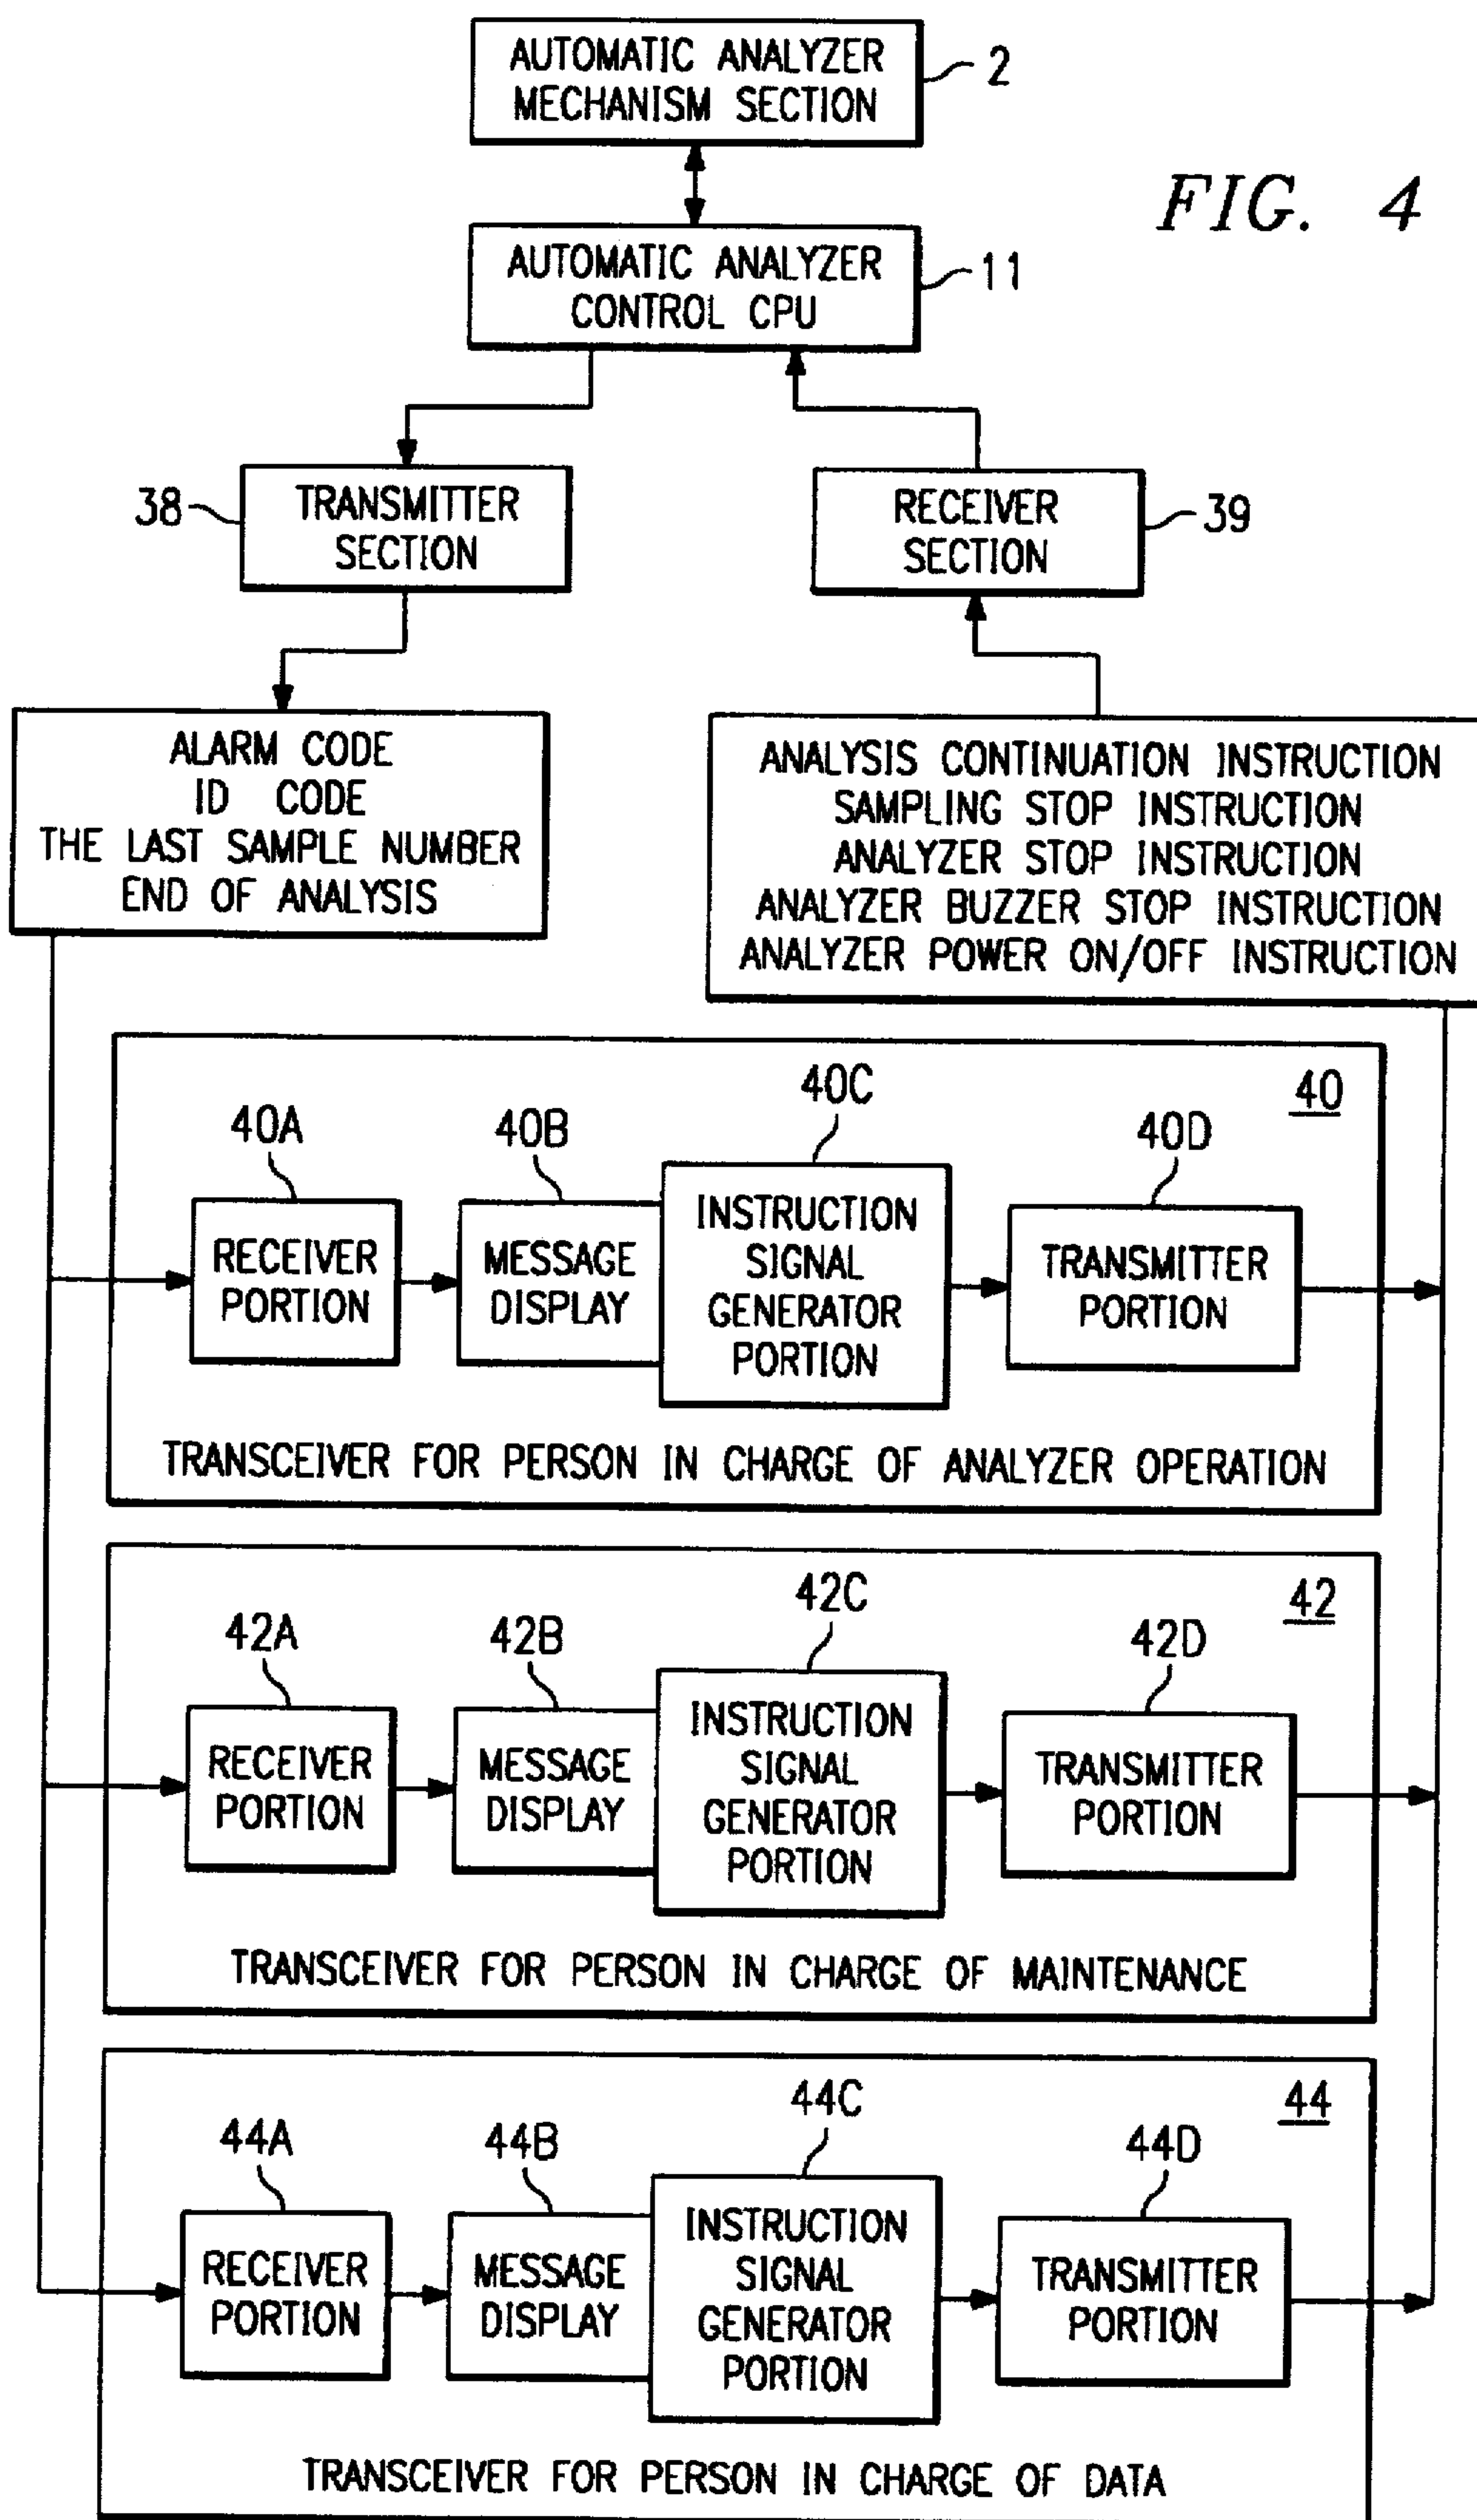 AUTOMATIC ANALYZER
MECHANISM SECTION
2
FIG. 4
AUTOMATIC ANALYZER
CONTROL CPU
11
38
TRANSMITTER
SECTION
RECEIVER
SECTION
39
ALARM CODE
ID CODE
THE LAST SAMPLE NUMBER
END OF ANALYSIS
ANALYSIS CONTINUATION INSTRUCTION
SAMPLING STOP INSTRUCTION
ANALYZER STOP INSTRUCTION
ANALYZER BUZZER STOP INSTRUCTION
ANALYZER POWER ON/OFF INSTRUCTION
40
40A
40B
40C
40D
RECEIVER
PORTION
MESSAGE
DISPLAY
INSTRUCTION
SIGNAL
GENERATOR
PORTION
TRANSMITTER
PORTION
TRANSCEIVER FOR PERSON IN CHARGE OF ANALYZER OPERATION
42
42A
42B
42C
42D
RECEIVER
PORTION
MESSAGE
DISPLAY
INSTRUCTION
SIGNAL
GENERATOR
PORTION
TRANSMITTER
PORTION
TRANSCEIVER FOR PERSON IN CHARGE OF MAINTENANCE
44
44A
44B
44C
44D
RECEIVER
PORTION
MESSAGE
DISPLAY
INSTRUCTION
SIGNAL
GENERATOR
PORTION
TRANSMITTER
PORTION
TRANSCEIVER FOR PERSON IN CHARGE OF DATA